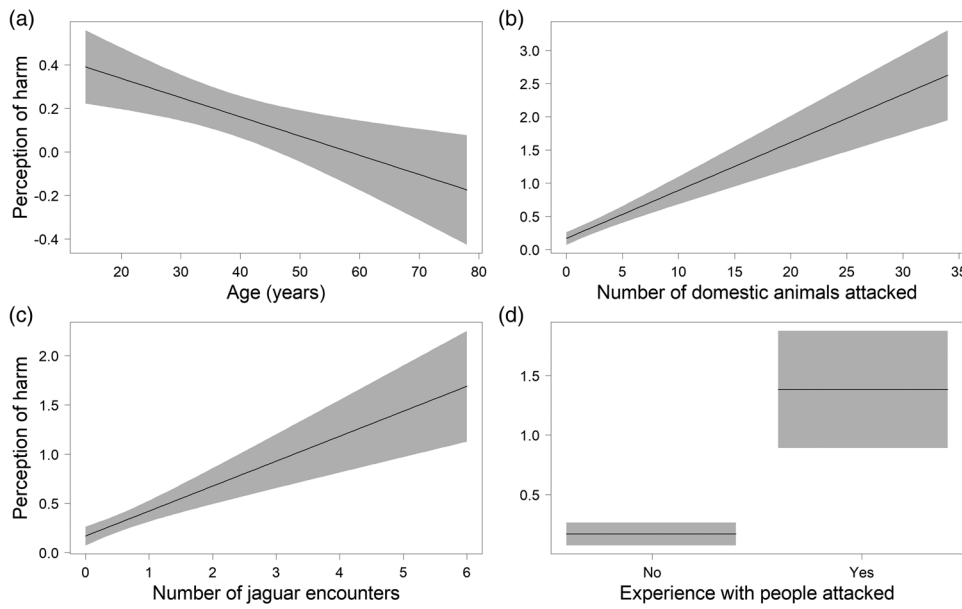 (a)
Perception of harm
0.4
0.2
0.0
-0.2
-0.4
20 30 40 50 60 70 80
Age (years)
(b)
3.0
2.5
2.0
1.5
1.0
0.5
0.0
0 5 10 15 20 25 30 35
Number of domestic animals attacked
(c)
Perception of harm
2.0
1.5
1.0
0.5
0.0
0 1 2 3 4 5 6
Number of jaguar encounters
(d)
1.5
1.0
0.5
No Yes
Experience with people attacked